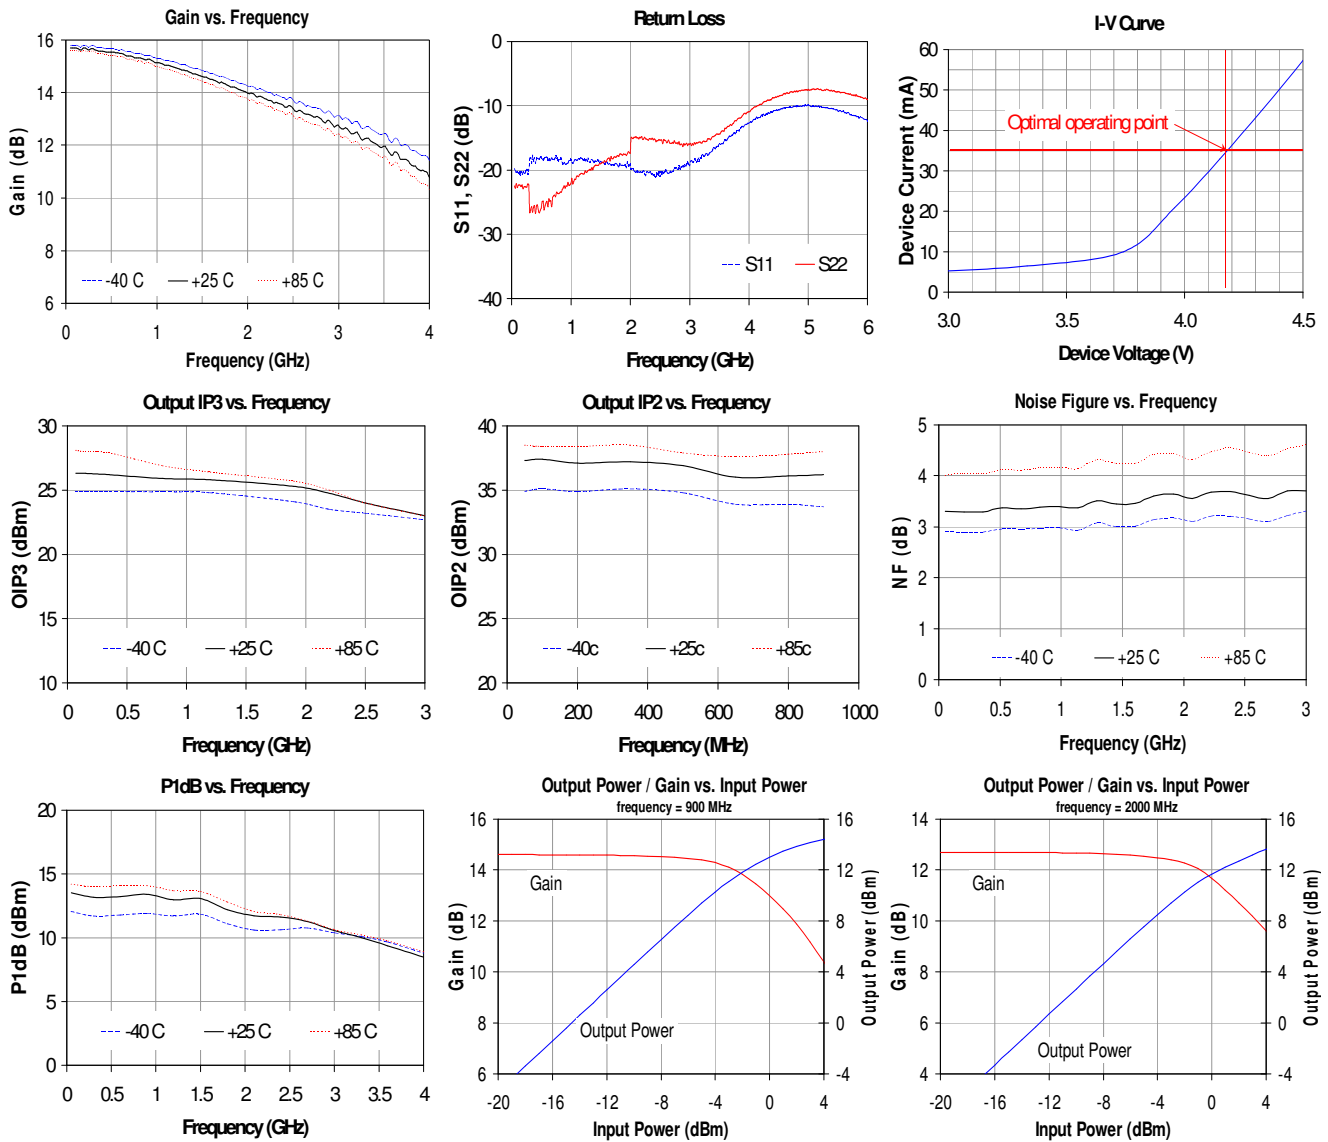 Gain vs. Frequency
16
14
12
10
8
6
Gain (dB)
-40 C
+25 C
+85 C
0 1 2 3 4
Frequency (GHz)
Return Loss
0
-10
-20
-30
-40
S11, S22 (dB)
S11
S22
0 1 2 3 4 5 6
Frequency (GHz)
I-V Curve
60
50
40
30
20
10
0
Device Current (mA)
Optimal operating point
3.0 3.5 4.0 4.5
Device Voltage (V)
Output IP3 vs. Frequency
30
25
20
15
10
OIP3 (dBm)
-40 C
+25 C
+85 C
0 0.5 1 1.5 2 2.5 3
Frequency (GHz)
Output IP2 vs. Frequency
40
35
30
25
20
OIP2 (dBm)
-40c
+25c
+85c
0 200 400 600 800 1000
Frequency (MHz)
Noise Figure vs. Frequency
5
4
3
2
1
0
NF (dB)
-40 C
+25 C
+85 C
0 0.5 1 1.5 2 2.5 3
Frequency (GHz)
P1dB vs. Frequency
20
15
10
5
0
P1dB (dBm)
-40 C
+25 C
+85 C
0 0.5 1 1.5 2 2.5 3 3.5 4
Frequency (GHz)
Output Power / Gain vs. Input Power
frequency = 900 MHz
16
14
12
10
8
6
Gain (dB)
Gain
Output Power
16
12
8
4
0
-4
Output Power (dBm)
-20 -16 -12 -8 -4 0 4
Input Power (dBm)
Output Power / Gain vs. Input Power
frequency = 2000 MHz
14
12
10
8
6
4
Gain (dB)
Gain
Output Power
16
12
8
4
0
-4
Output Power (dBm)
-20 -16 -12 -8 -4 0 4
Input Power (dBm)